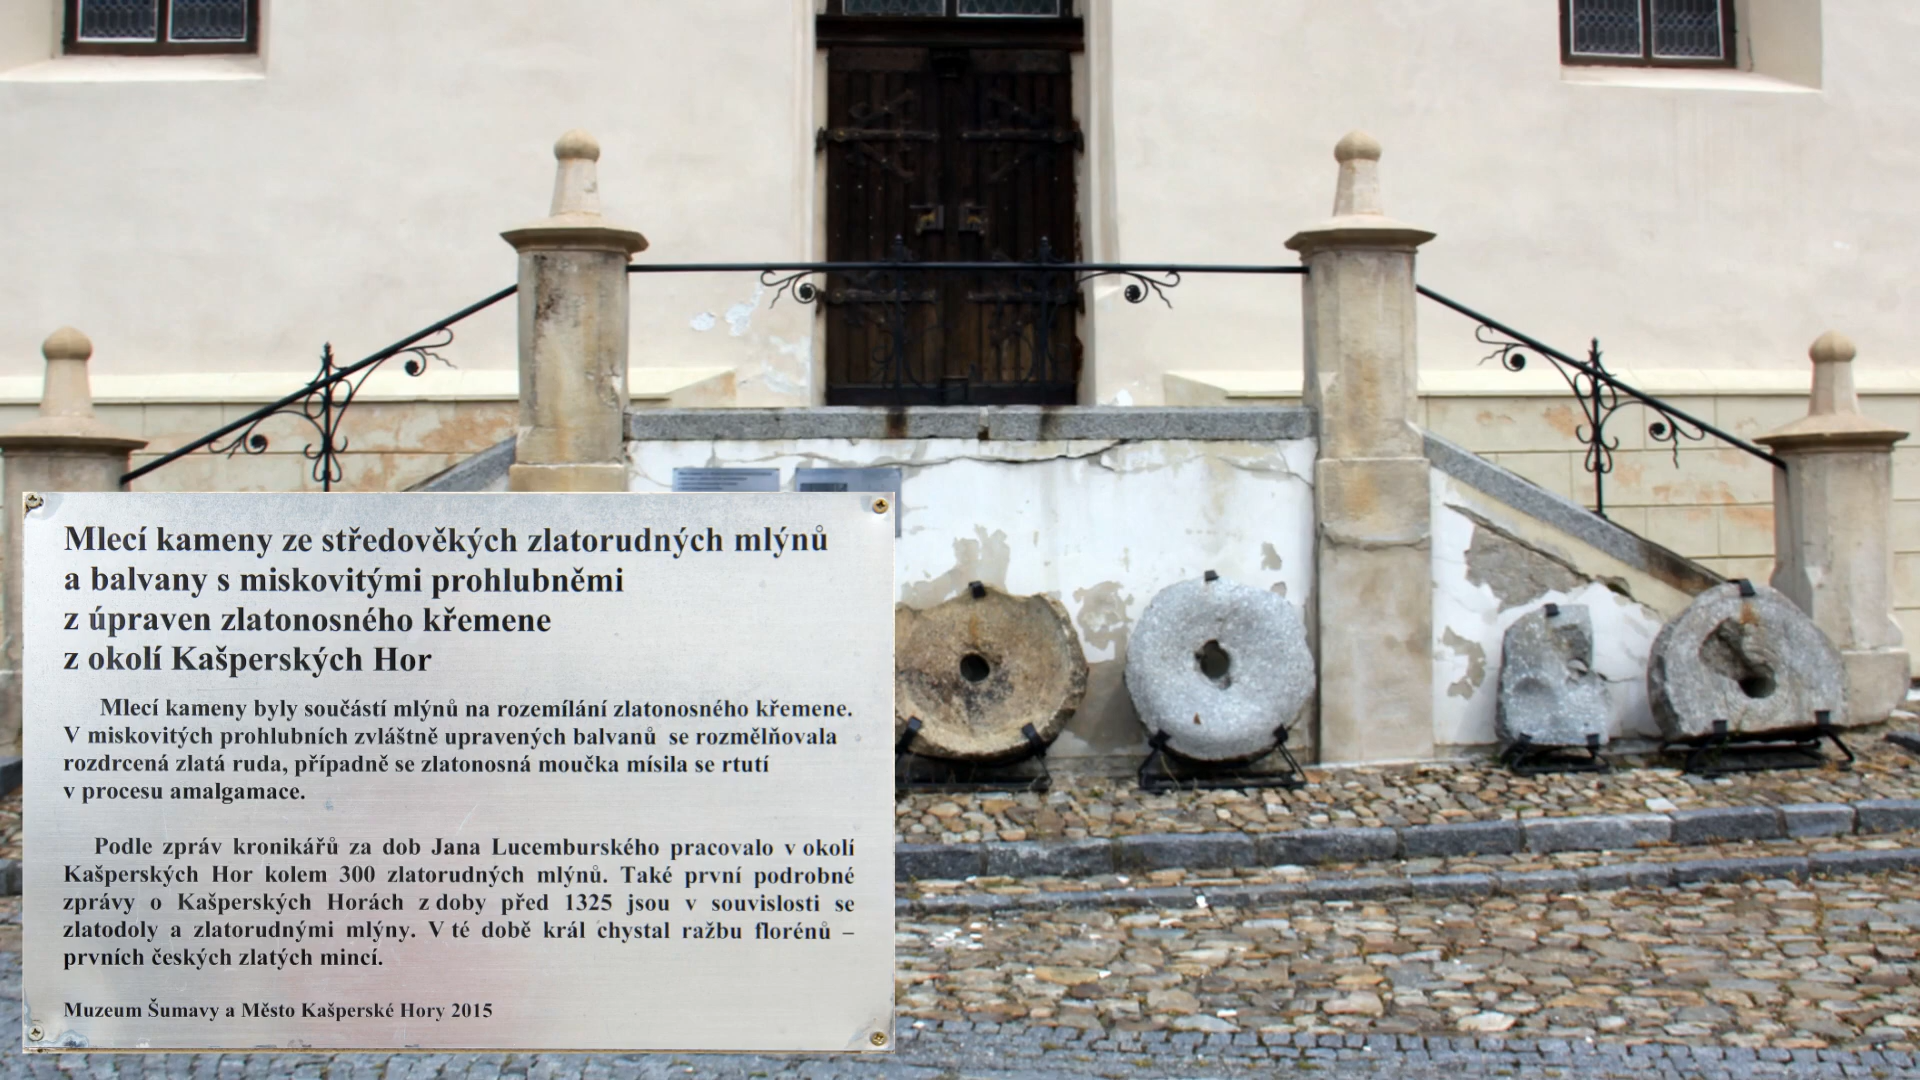 Mlecí kameny ze středověkých zlatorudných mlýnů
a balvany s miskovitými prohlubněmi
z úpraven zlatonosného křemene
z okolí Kašperských Hor
Mlecí kameny byly součástí mlýnů na rozemílání zlatonosného křemene.
V miskovitých prohlubních zvláštně upravených balvanů se rozmělňovala
rozdrcená zlatá ruda, případně se zlatonosná moučka mísila se rtutí
v procesu amalgamace.
Podle zpráv kronikářů za dob Jana Lucemburského pracovalo v okolí
Kašperských Hor kolem 300 zlatorudných mlýnů. Také první podrobné
zprávy o Kašperských Horách z doby před 1325 jsou v souvislosti se
zlatodoly a zlatorudnými mlýny. V té době král chystal ražbu florénů –
prvních českých zlatých mincí.
Muzeum Šumavy a Město Kašperské Hory 2015